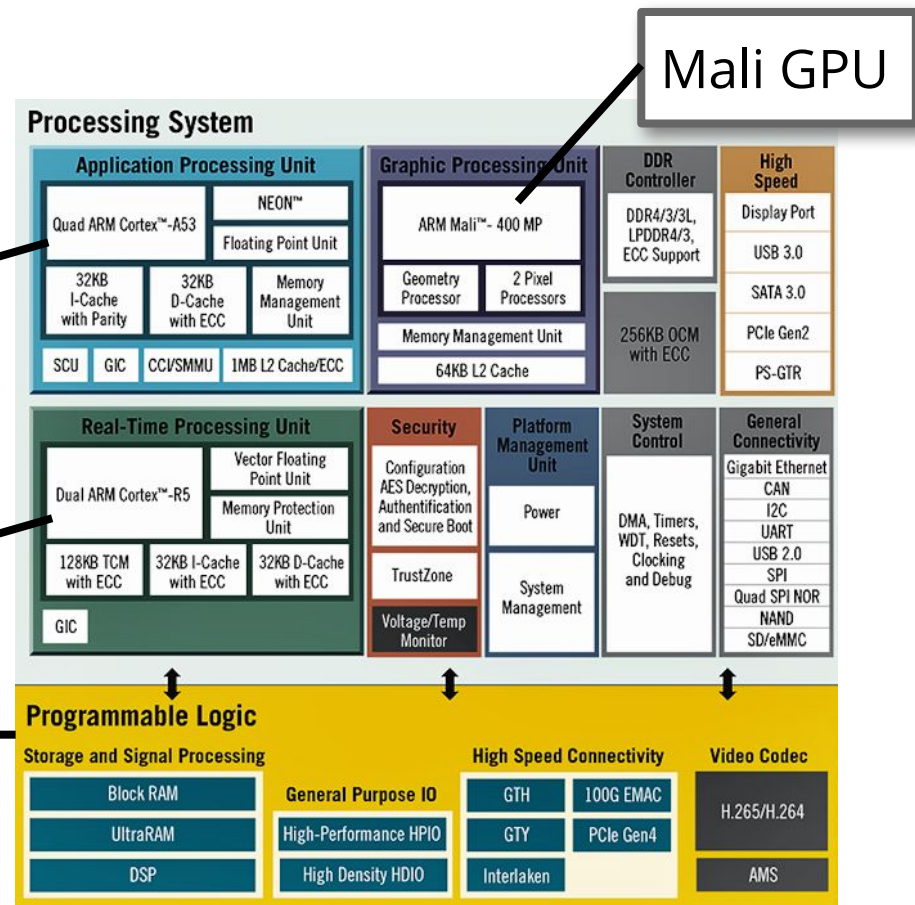 Mali GPU
Processing System
Application Processing Unit
Quad ARM Cortex™-A53
NEON™
Floating Point Unit
32KB
I-Cache
with Parity
32KB
D-Cache
with ECC
Memory
Management
Unit
SCU
GIC
CCI/SMMU
1MB L2 Cache/ECC
Graphic Processing Unit
ARM Mali™- 400 MP
Geometry
Processor
2 Pixel
Processors
Memory Management Unit
64KB L2 Cache
DDR
Controller
DDR4/3/3L,
LPDDR4/3,
ECC Support
256KB OCM
with ECC
High
Speed
Display Port
USB 3.0
SATA 3.0
PCIe Gen2
PS-GTR
Real-Time Processing Unit
Dual ARM Cortex™-R5
Vector Floating
Point Unit
Memory Protection
Unit
128KB TCM
with ECC
32KB I-Cache
with ECC
32KB D-Cache
with ECC
GIC
Security
Configuration
AES Decryption,
Authentification
and Secure Boot
TrustZone
Voltage/Temp
Monitor
Platform
Management
Unit
Power
System
Management
System
Control
DMA, Timers,
WDT, Resets,
Clocking
and Debug
General
Connectivity
Gigabit Ethernet
CAN
I2C
UART
USB 2.0
SPI
Quad SPI NOR
NAND
SD/eMMC
Programmable Logic
Storage and Signal Processing
Block RAM
UltraRAM
DSP
General Purpose IO
High-Performance HPIO
High Density HDIO
High Speed Connectivity
GTH
100G EMAC
GTY
PCIe Gen4
Interlaken
Video Codec
H.265/H.264
AMS